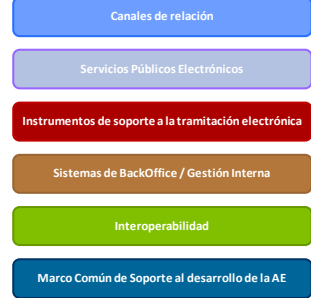 Canales de relación
Servicios Públicos Electrónicos
Instrumentos de soporte a la tramitación electrónica
Sistemas de BackOffice / Gestión Interna
Interoperabilidad
Marco Común de Soporte al desarrollo de la AE